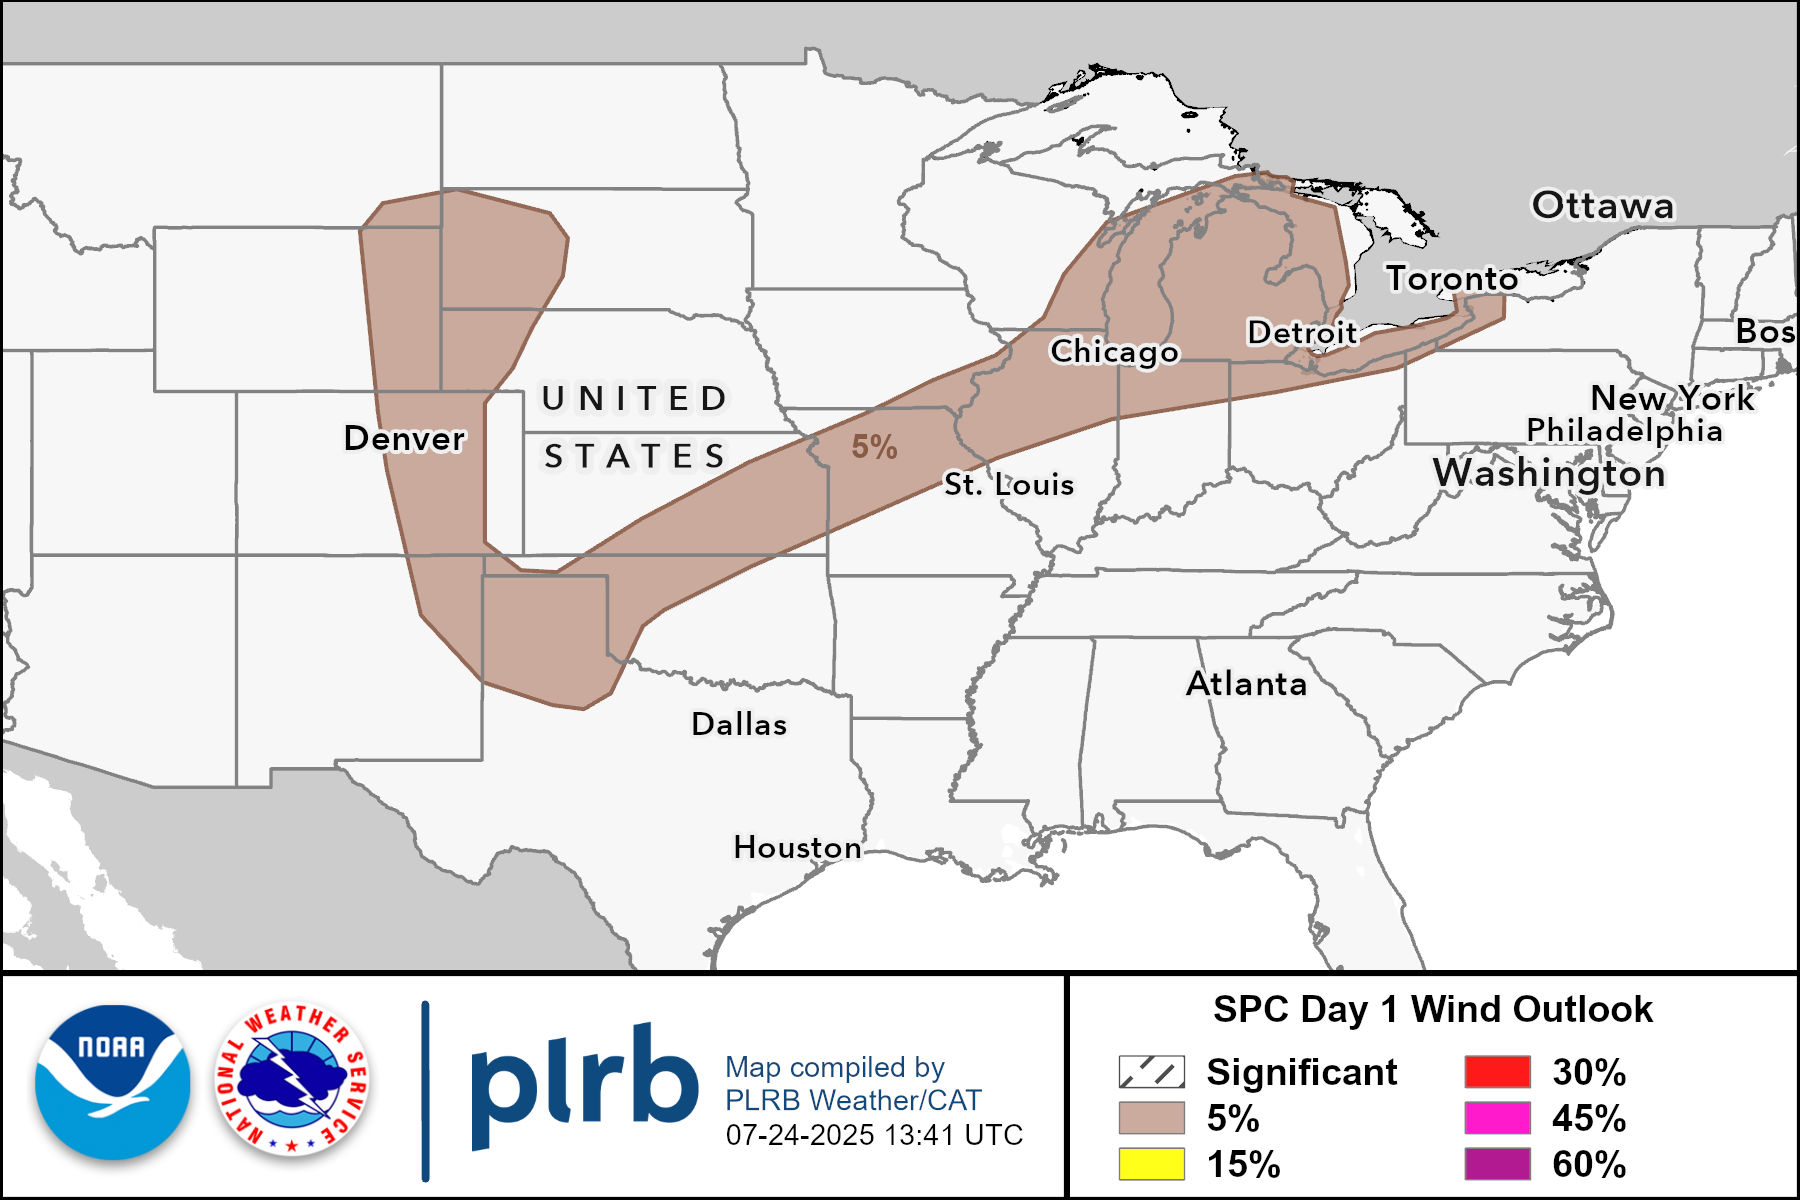 Ottawa
Toronto
Detroit
Bos
Chicago
UNITED
New York
Denver
Philadelphia
5%
STATES
Washington
St. Louis
Atlanta
Dallas
Houston
NOAA
NATIONAL WEATHER SERVICE
plrb
Map compiled by
PLRB Weather/CAT
07-24-2025 13:41 UTC
SPC Day 1 Wind Outlook
Significant
5%
15%
30%
45%
60%